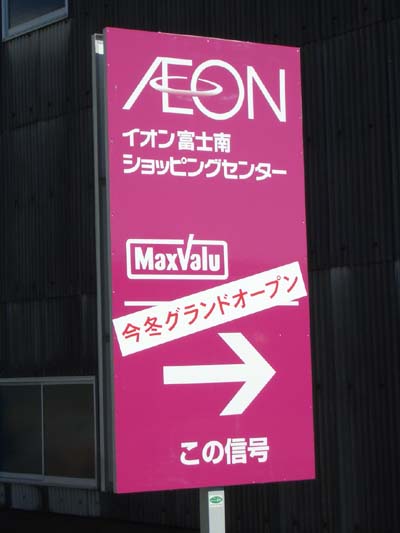 ÆON
イオン富士南
ショッピングセンター
MaxValu
今冬グランドオープン
この信号